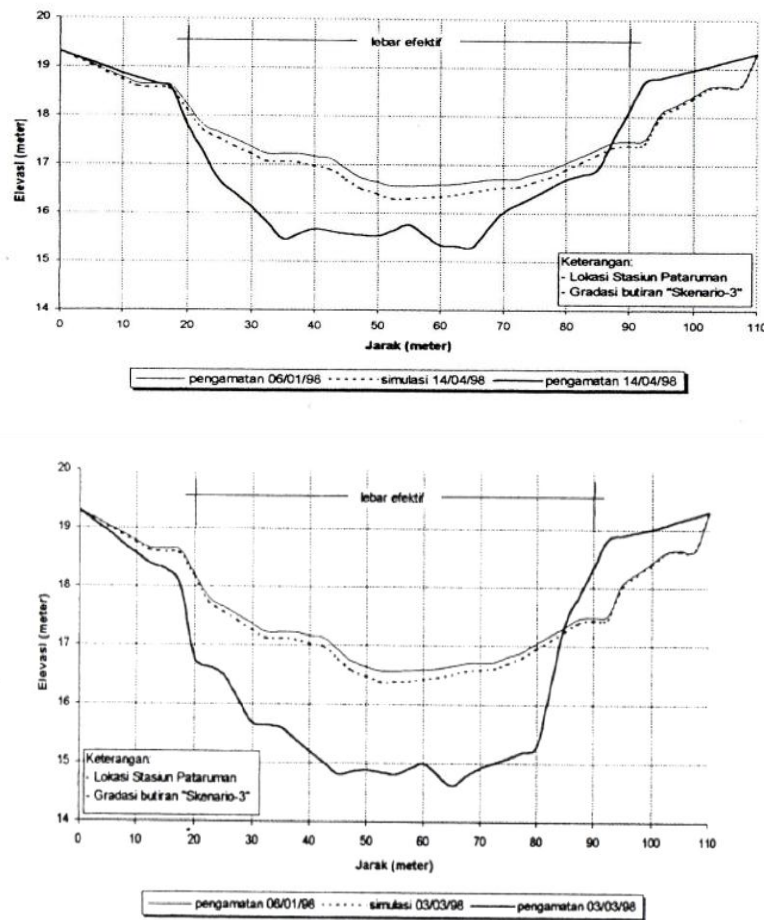 20
19
18
17
16
15
14
Elevasi (meter)
lebar efektif
Keterangan:
- Lokasi Stasiun Pataruman
- Gradasi butiran "Skenario-3"
0 10 20 30 40 50 60 70 80 90 100 110
Jarak (meter)
pengamatan 06/01/98 simulasi 14/04/98 pengamatan 14/04/98
20
19
18
17
16
15
14
Elevasi (meter)
lebar efektif
Keterangan:
- Lokasi Stasiun Pataruman
- Gradasi butiran "Skenario-3"
0 10 20 30 40 50 60 70 80 90 100 110
Jarak (meter)
pengamatan 06/01/98 simulasi 03/03/98 pengamatan 03/03/98